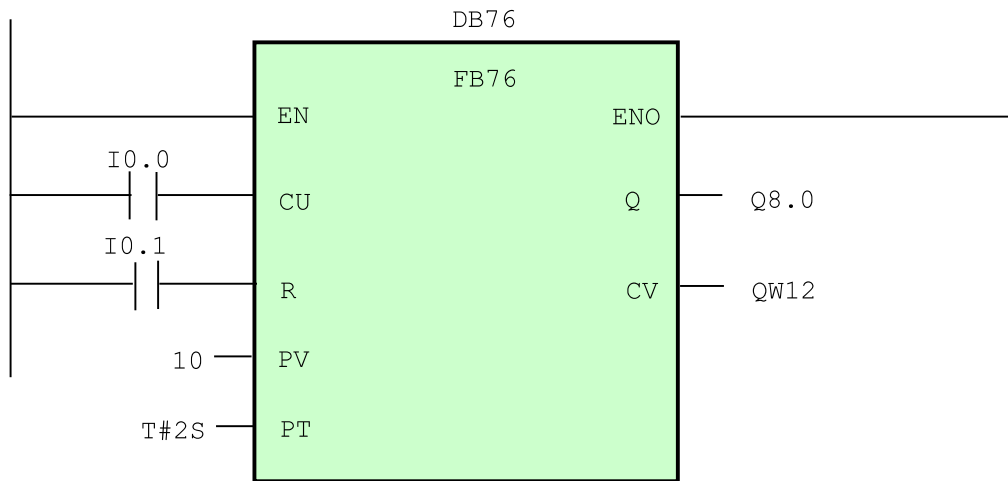 DB76
FB76
EN
ENO
I0.0
CU
Q
Q8.0
I0.1
R
CV
QW12
10
PV
T#2S
PT